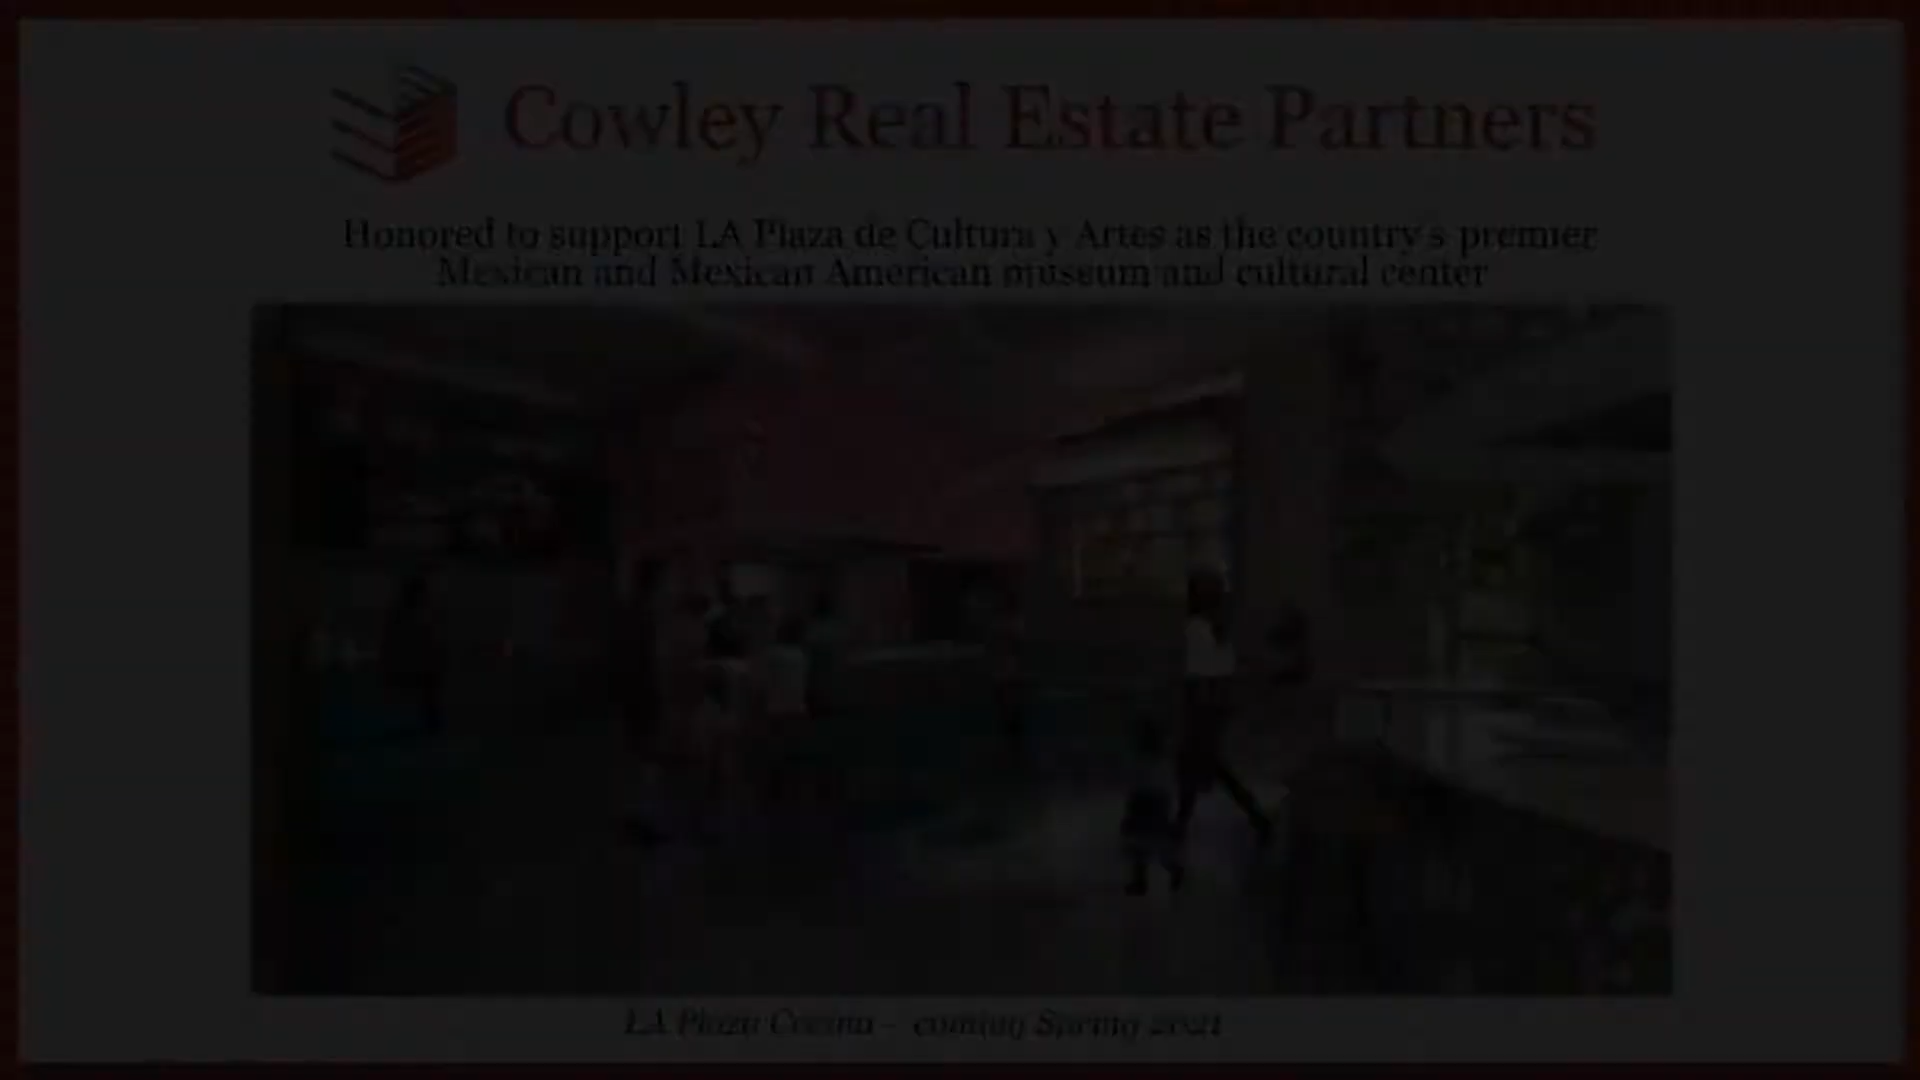 Cowley Real Estate Partners
Honored to support LA Plaza de Cultura y Artes as the country's premier
Mexican and Mexican American museum and cultural center
LA Plaza Cocina - coming Spring 2021